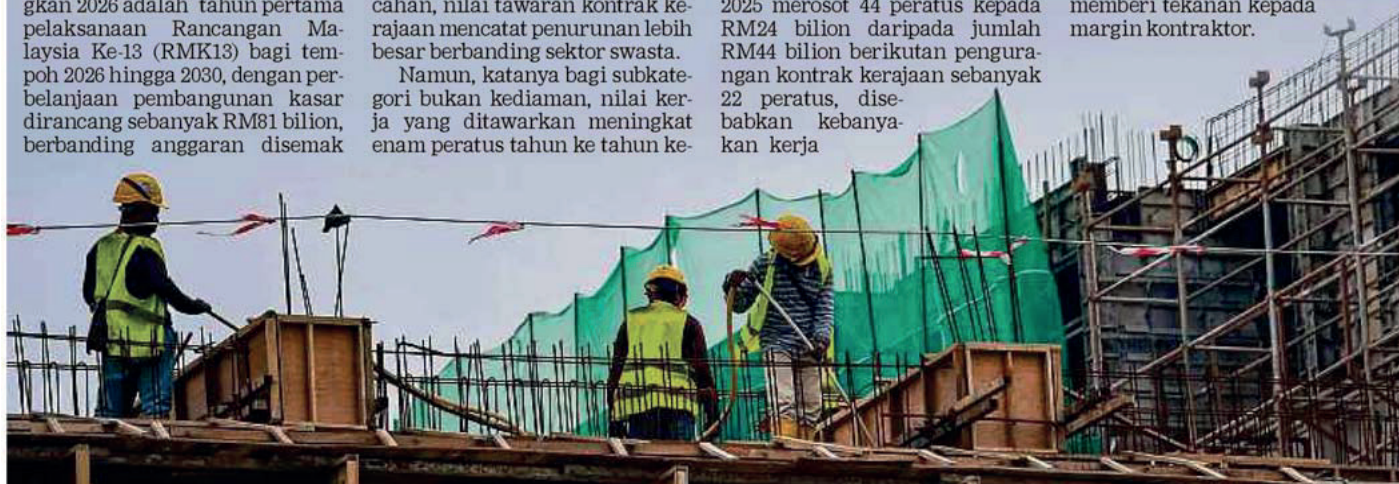 gkan 2026 adalah tahun pertama
pelaksanaan Rancangan Ma-
laysia Ke-13 (RMK13) bagi tem-
poh 2026 hingga 2030, dengan per-
belanjaan pembangunan kasar
dirancang sebanyak RM81 bilion,
berbanding anggaran disemak
cahan, nilai tawaran kontrak ke-
rajaan mencatat penurunan lebih
besar berbanding sektor swasta.
Namun, katanya bagi subkate-
gori bukan kediaman, nilai ker-
ja yang ditawarkan meningkat
enam peratus tahun ke tahun ke-
2025 merosot 44 peratus kepada
RM24 bilion daripada jumlah
RM44 bilion berikutan pengura-
ngan kontrak kerajaan sebanyak
22 peratus, dise-
babkan kebanya-
kan kerja
memberi tekanan kepada
margin kontraktor.